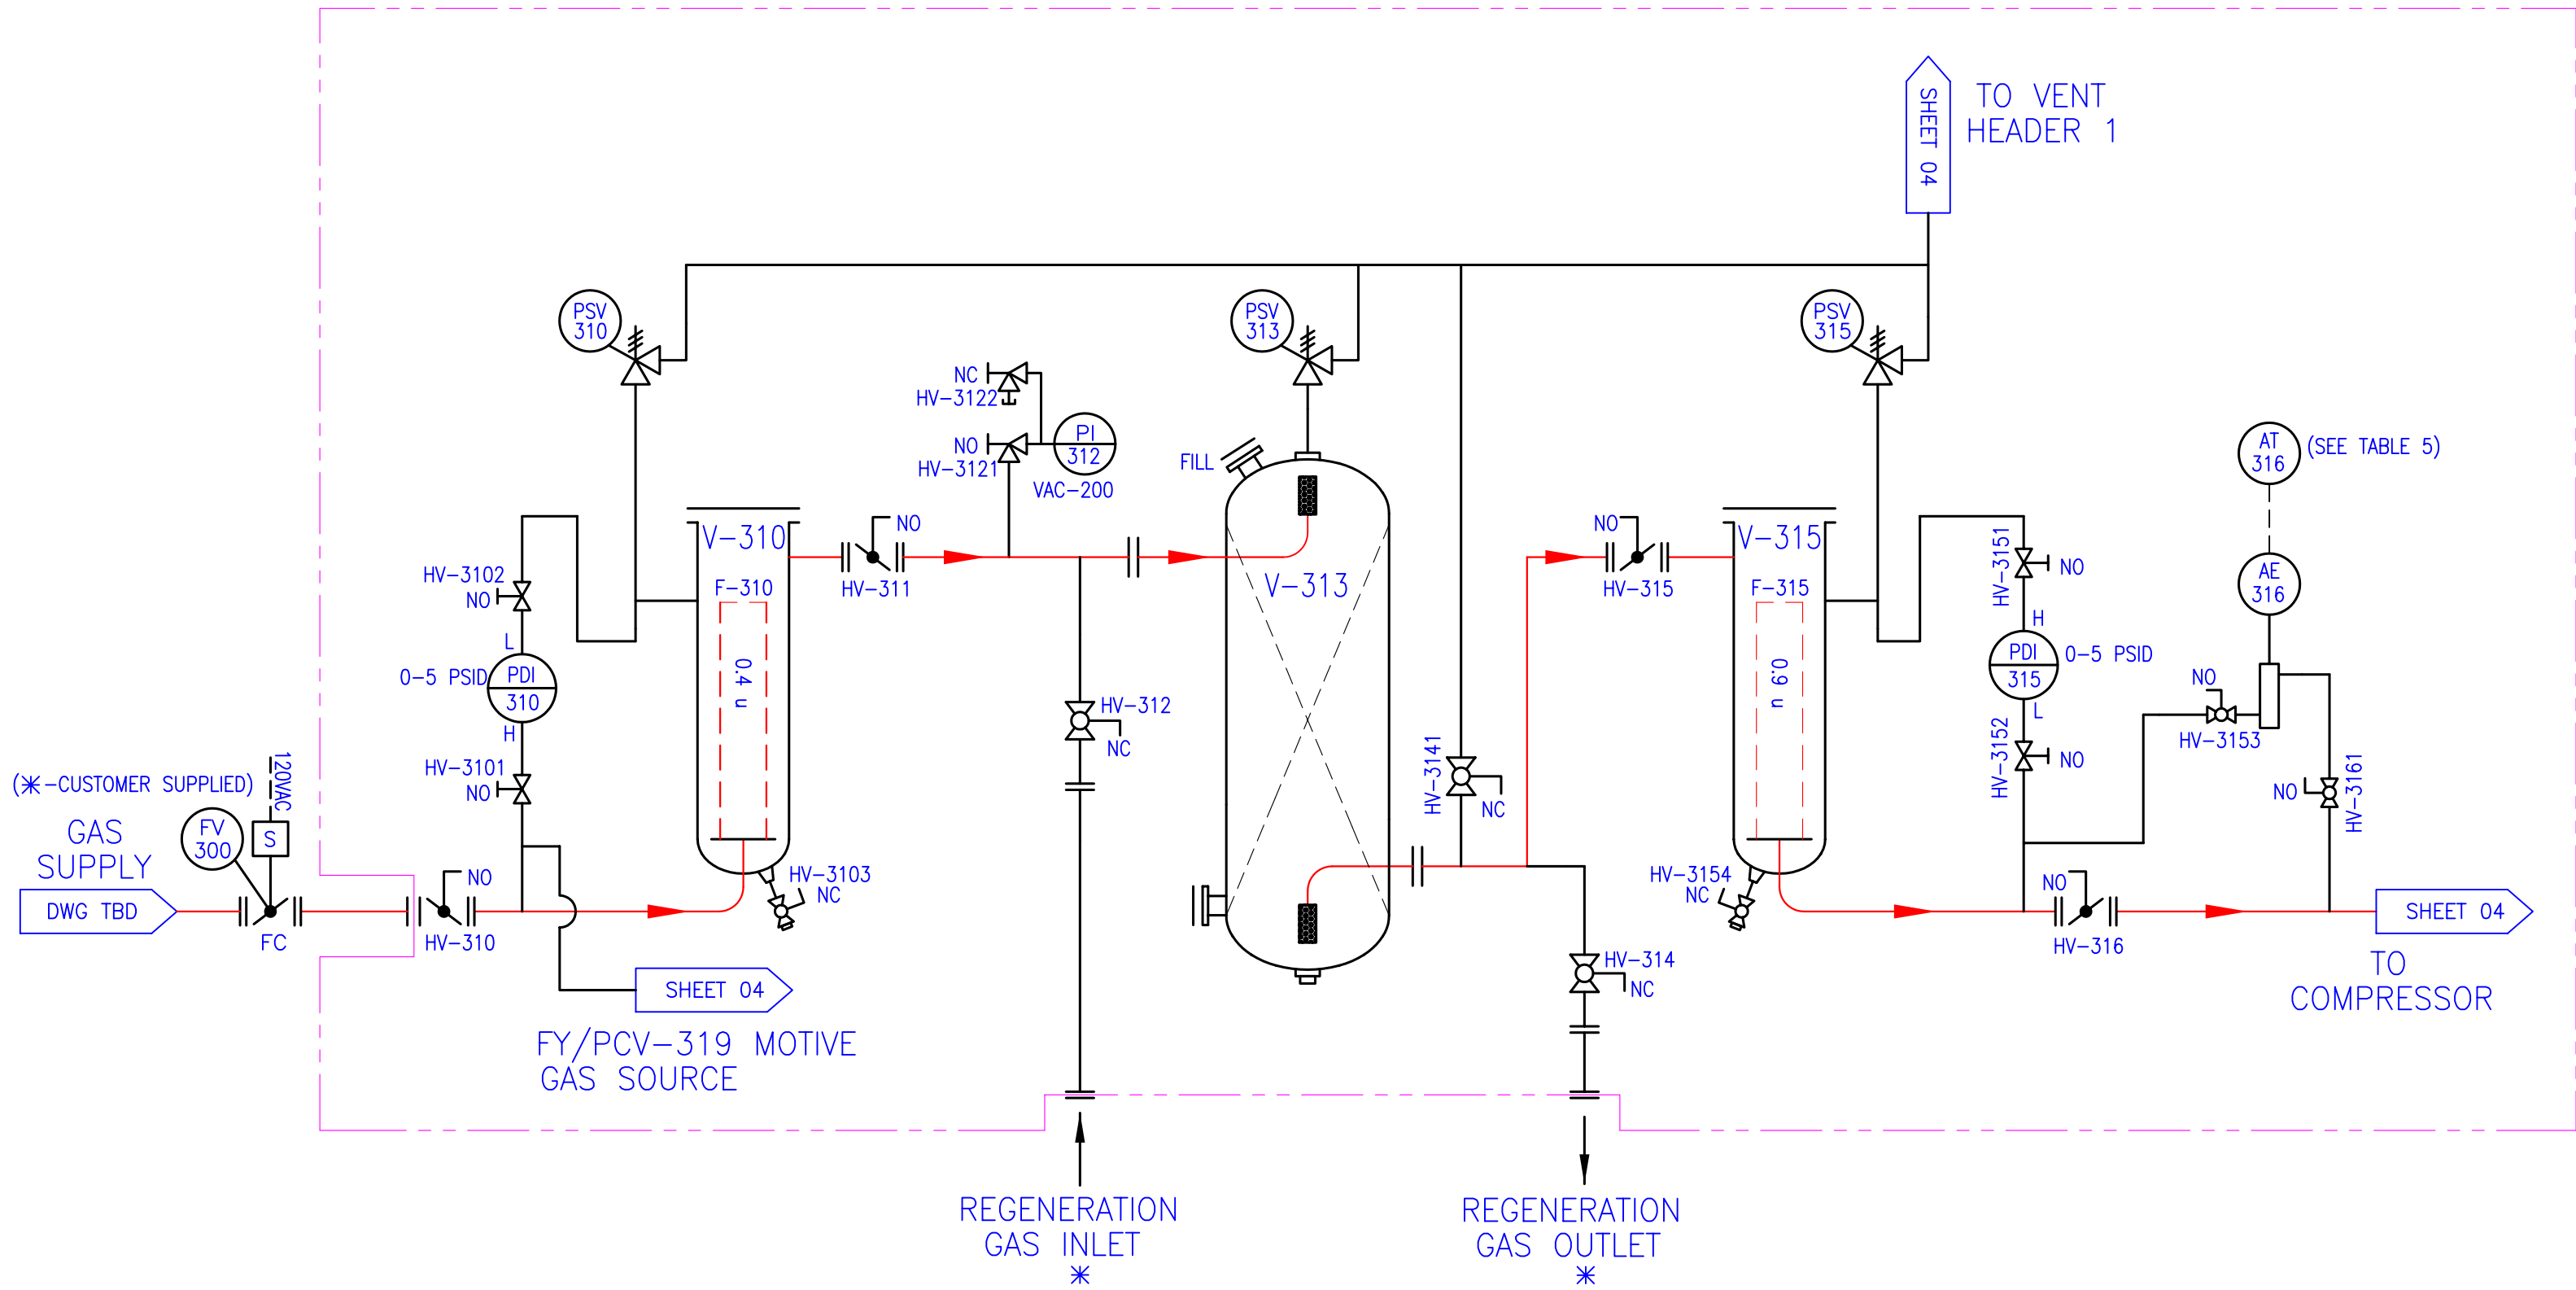 SHEET 04
TO VENT
HEADER 1
PSV
310
PSV
313
PSV
315
NC
HV-3122
NO
HV-3121
PI
312
VAC-200
FILL
AT
316
(SEE TABLE 5)
AE
316
V-310
F-310
0.4 u
NO
HV-311
V-313
NO
HV-315
V-315
F-315
0.9 u
HV-3151
NO
H
PDI
315
0-5 PSID
L
HV-3152
NO
HV-3102
NO
L
0-5 PSID
PDI
310
H
HV-3101
NO
HV-312
NC
HV-3141
NC
NO
HV-3153
NO
HV-3161
(*-CUSTOMER SUPPLIED)
120VAC
GAS
SUPPLY
FV
300
S
DWG TBD
FC
NO
HV-310
HV-3103
NC
HV-3154
NC
NO
HV-316
SHEET 04
TO
COMPRESSOR
SHEET 04
FY/PCV-319 MOTIVE
GAS SOURCE
HV-314
NC
REGENERATION
GAS INLET
*
REGENERATION
GAS OUTLET
*